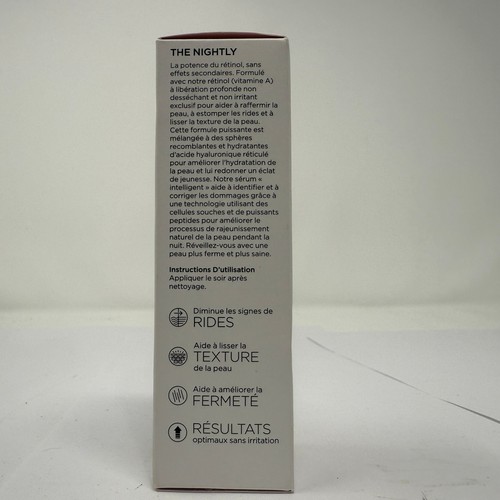 THE NIGHTLY
La potence du rétinol, sans
effets secondaires. Formulé
avec notre rétinol (vitamine A)
à libération profonde non
desséchant et non irritant
exclusif pour aider à raffermir la
peau, à estomper les rides et à
lisser la texture de la peau.
Cette formule puissante est
mélangée à des sphères
recomblantes et hydratantes
d'acide hyaluronique réticulé
pour améliorer l'hydratation de
la peau et lui redonner un éclat
de jeunesse. Notre sérum «
intelligent » aide à identifier et à
corriger les dommages grâce à
une technologie utilisant des
cellules souches et de puissants
peptides pour améliorer le
processus de rajeunissement
naturel de la peau pendant la
nuit. Réveillez-vous avec une
peau plus ferme et plus saine.
Instructions D'utilisation
Appliquer le soir après
nettoyage.
Diminue les signes de
RIDES
Aide à lisser la
TEXTURE
de la peau
Aide à améliorer la
FERMETÉ
RÉSULTATS
optimaux sans irritation